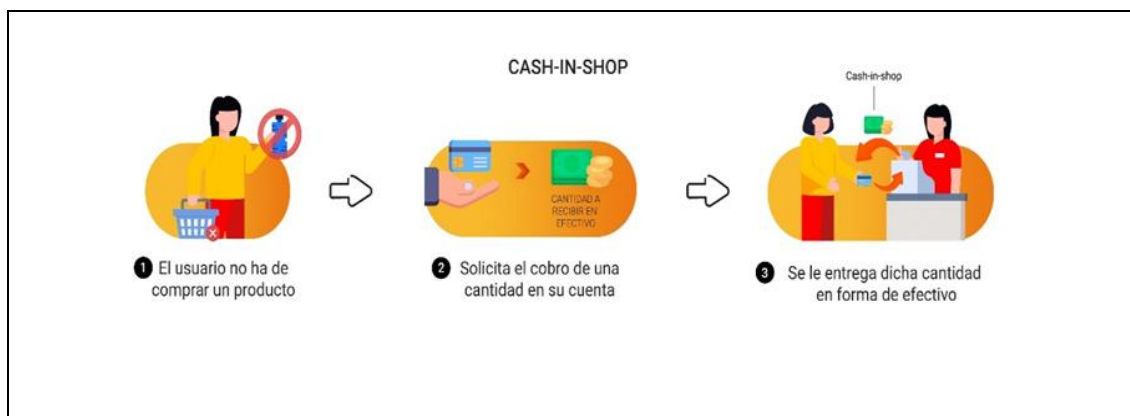 CASH-IN-SHOP
Cash-in-shop
CANTIDAD A
RECIBIR EN
EFECTIVO
1 El usuario no ha de
comprar un producto
2 Solicita el cobro de una
cantidad en su cuenta
3 Se le entrega dicha cantidad
en forma de efectivo